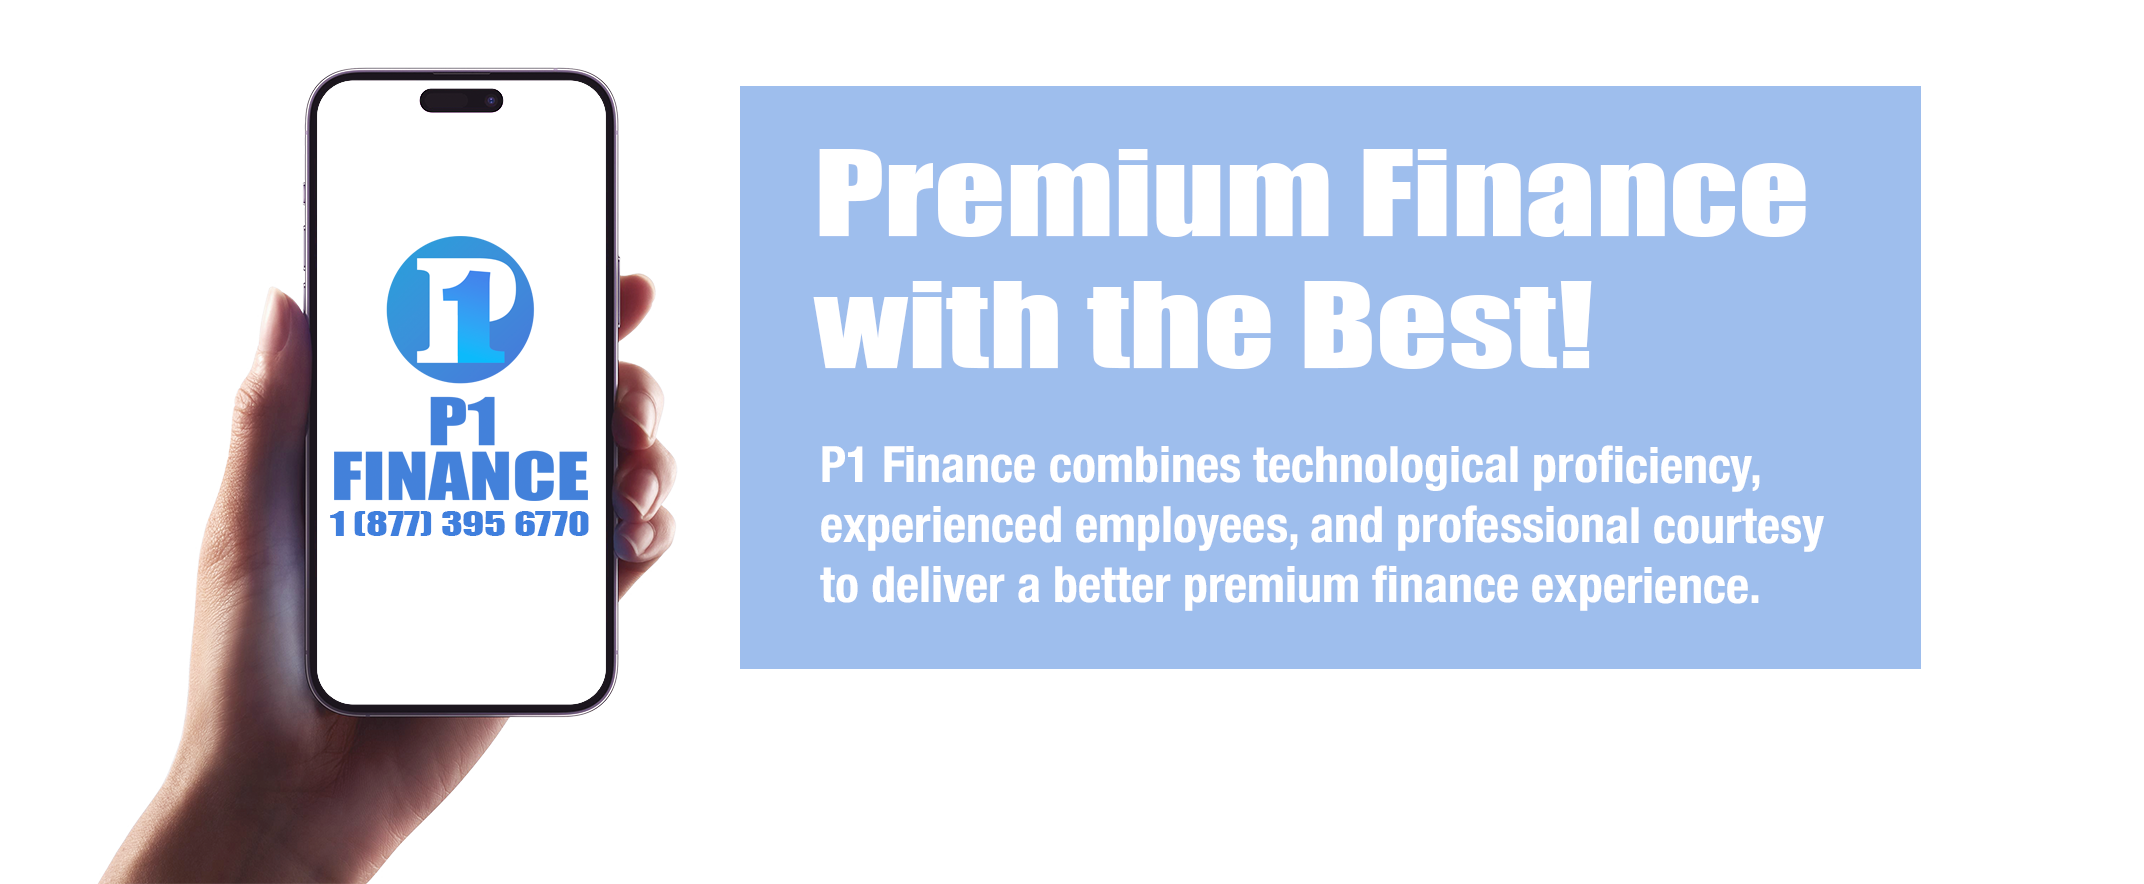 P1
P1
FINANCE
1 (877) 395 6770
Premium Finance
with the Best!
P1 Finance combines technological proficiency,
experienced employees, and professional courtesy
to deliver a better premium finance experience.